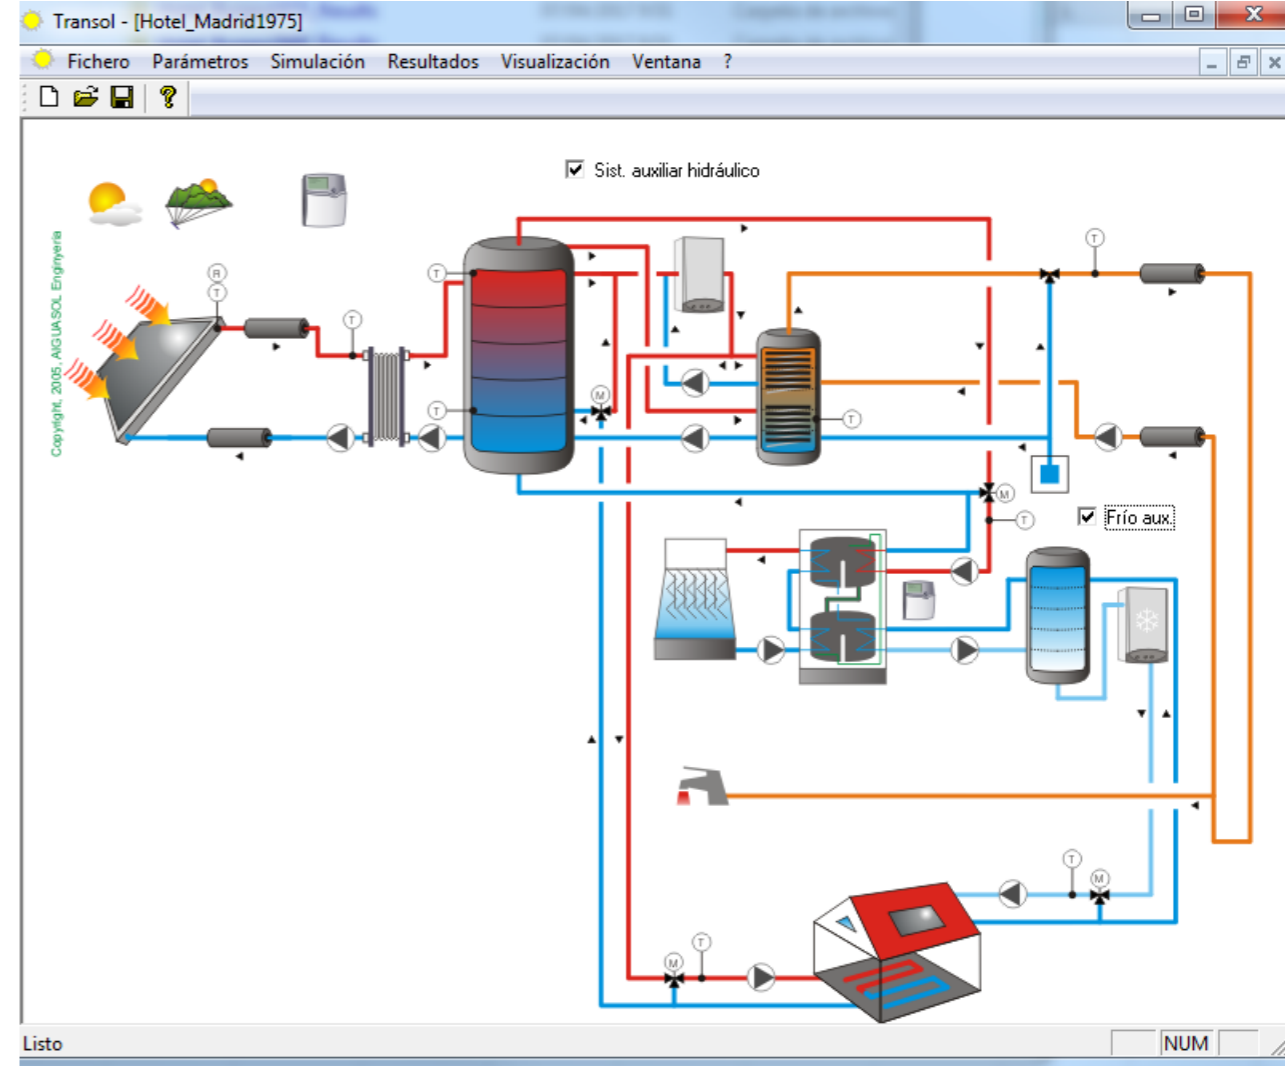 Transol - [Hotel_Madrid1975]
Fichero Parámetros Simulación Resultados Visualización Ventana ?
Sist. auxiliar hidráulico
Copyright, 2005, AIGUASOL Enginyeria
R
T
T
T
T
T
M
T
M
T
Frío aux.
T
M
T
M
Listo
NUM